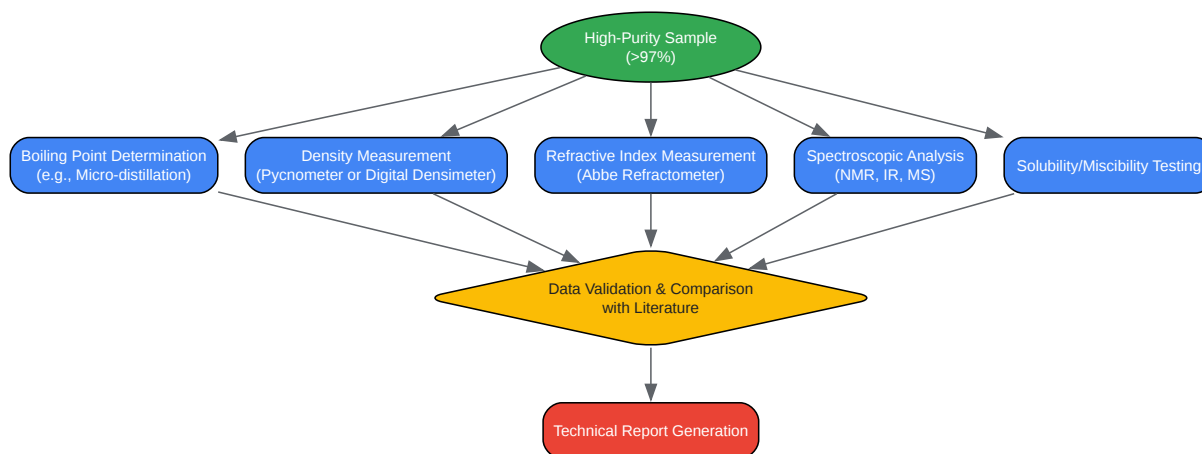 High-Purity Sample
(>97%)
Boiling Point Determination
(e.g., Micro-distillation)
Density Measurement
(Pycnometer or Digital Densimeter)
Refractive Index Measurement
(Abbe Refractometer)
Spectroscopic Analysis
(NMR, IR, MS)
Solubility/Miscibility Testing
Data Validation & Comparison
with Literature
Technical Report Generation